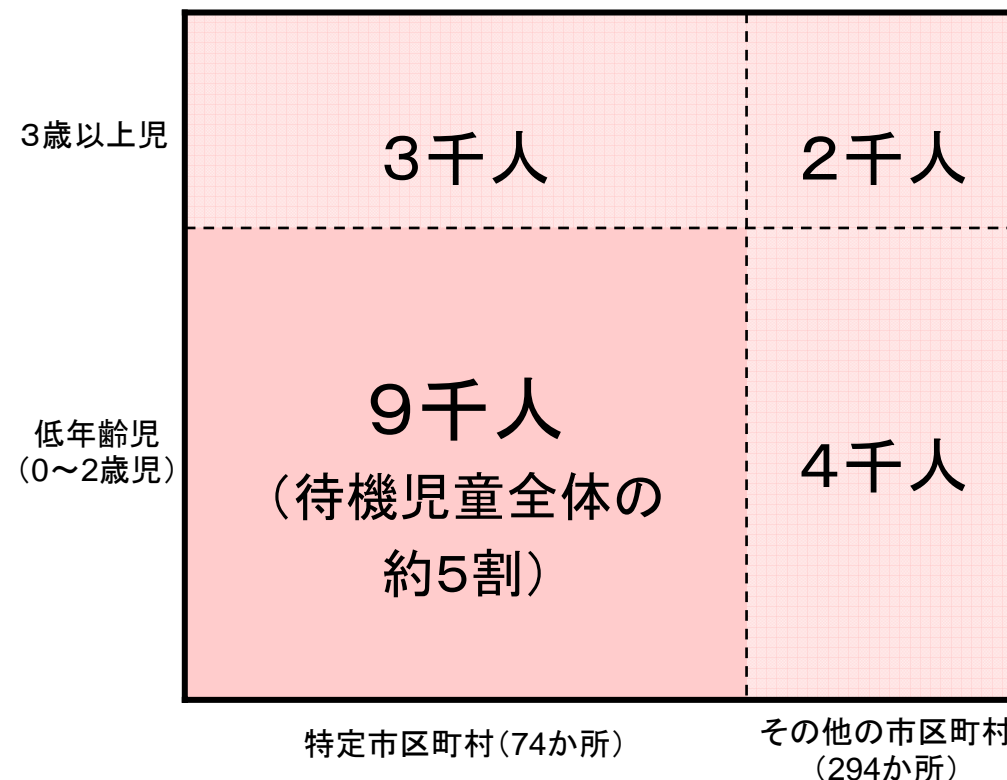 3歳以上児
3千人
2千人
低年齢児
（0～2歳児）
9千人
（待機児童全体の
約5割）
4千人
特定市区町村（74か所）
その他の市区町村
（294か所）